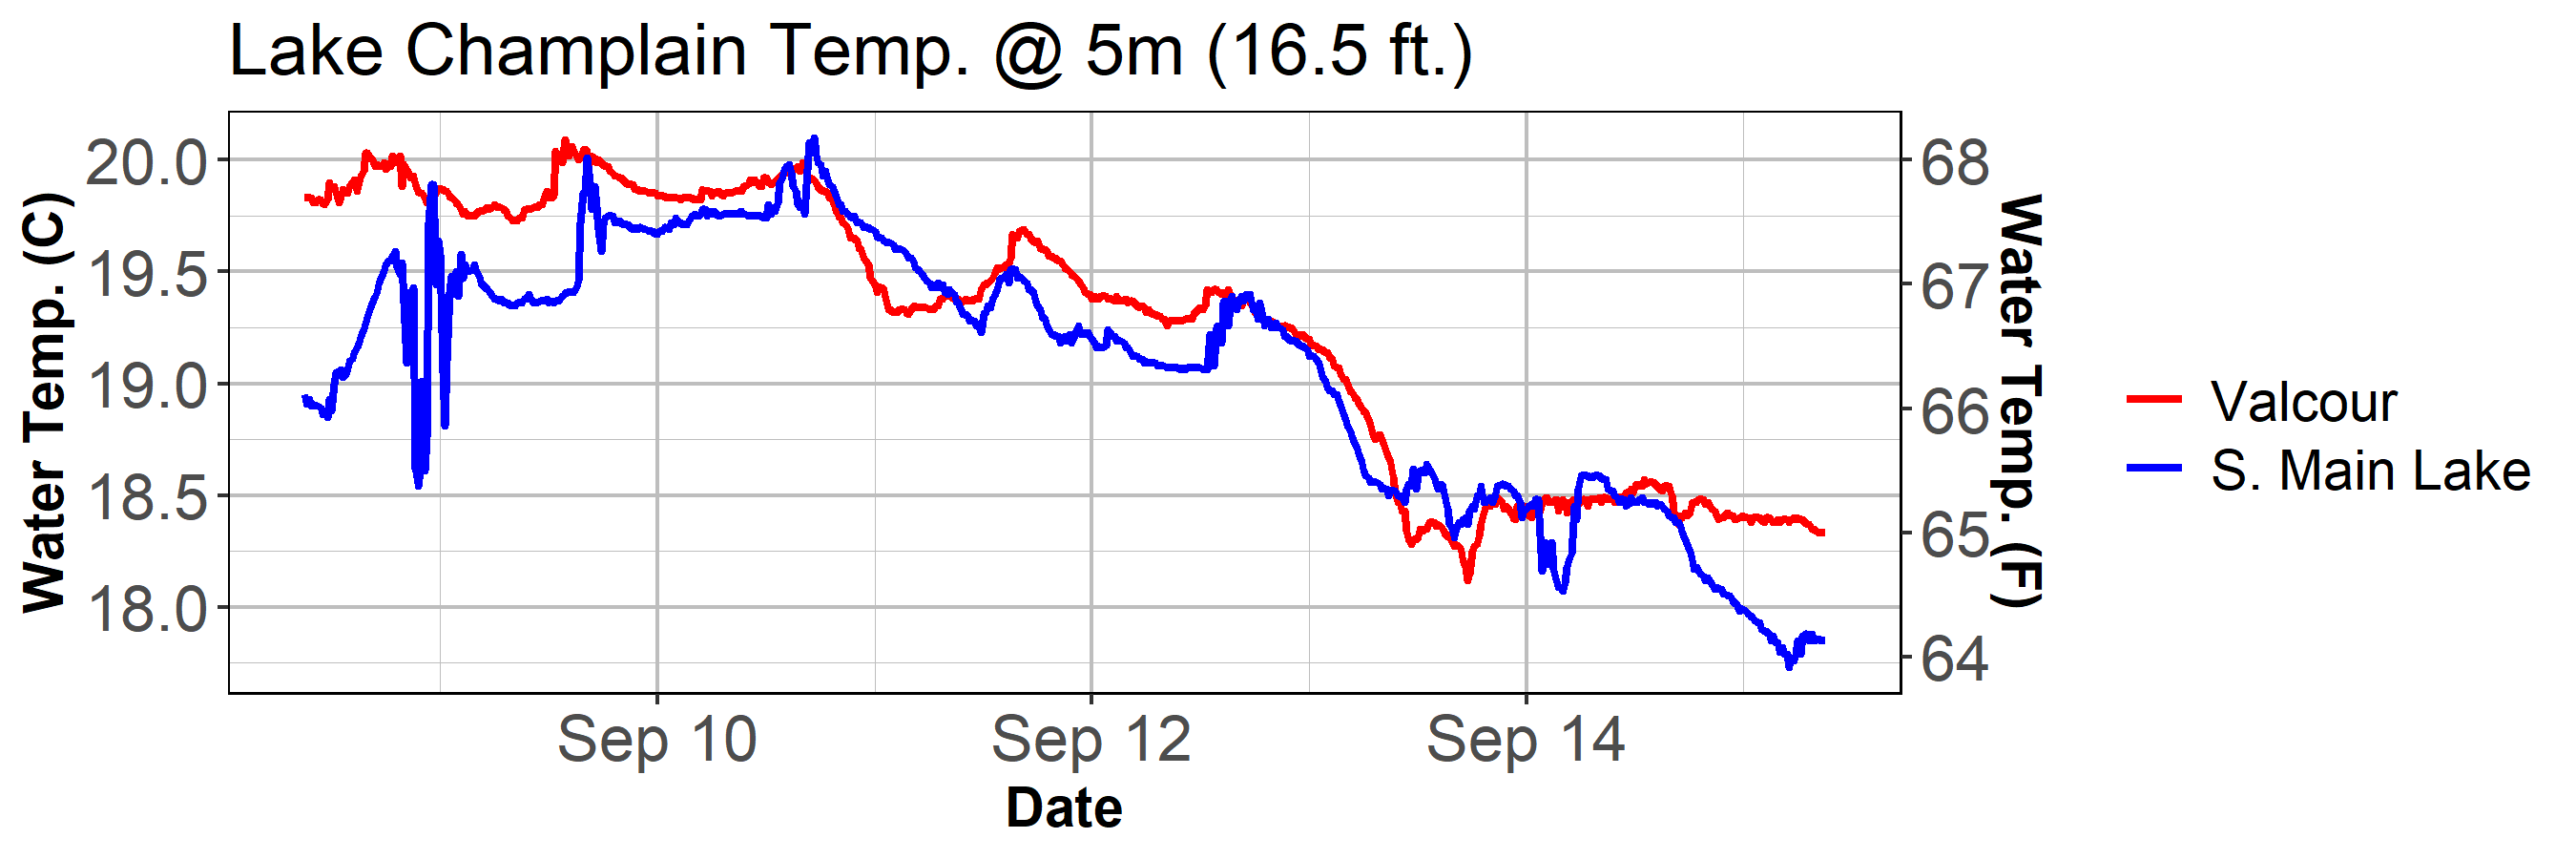 Lake Champlain Temp. @ 5m (16.5 ft.)
Water Temp. (C)
20.0
19.5
19.0
18.5
18.0
68
67
66
65
64
Water Temp. (F)
Sep 10
Sep 12
Sep 14
Date
Valcour
S. Main Lake